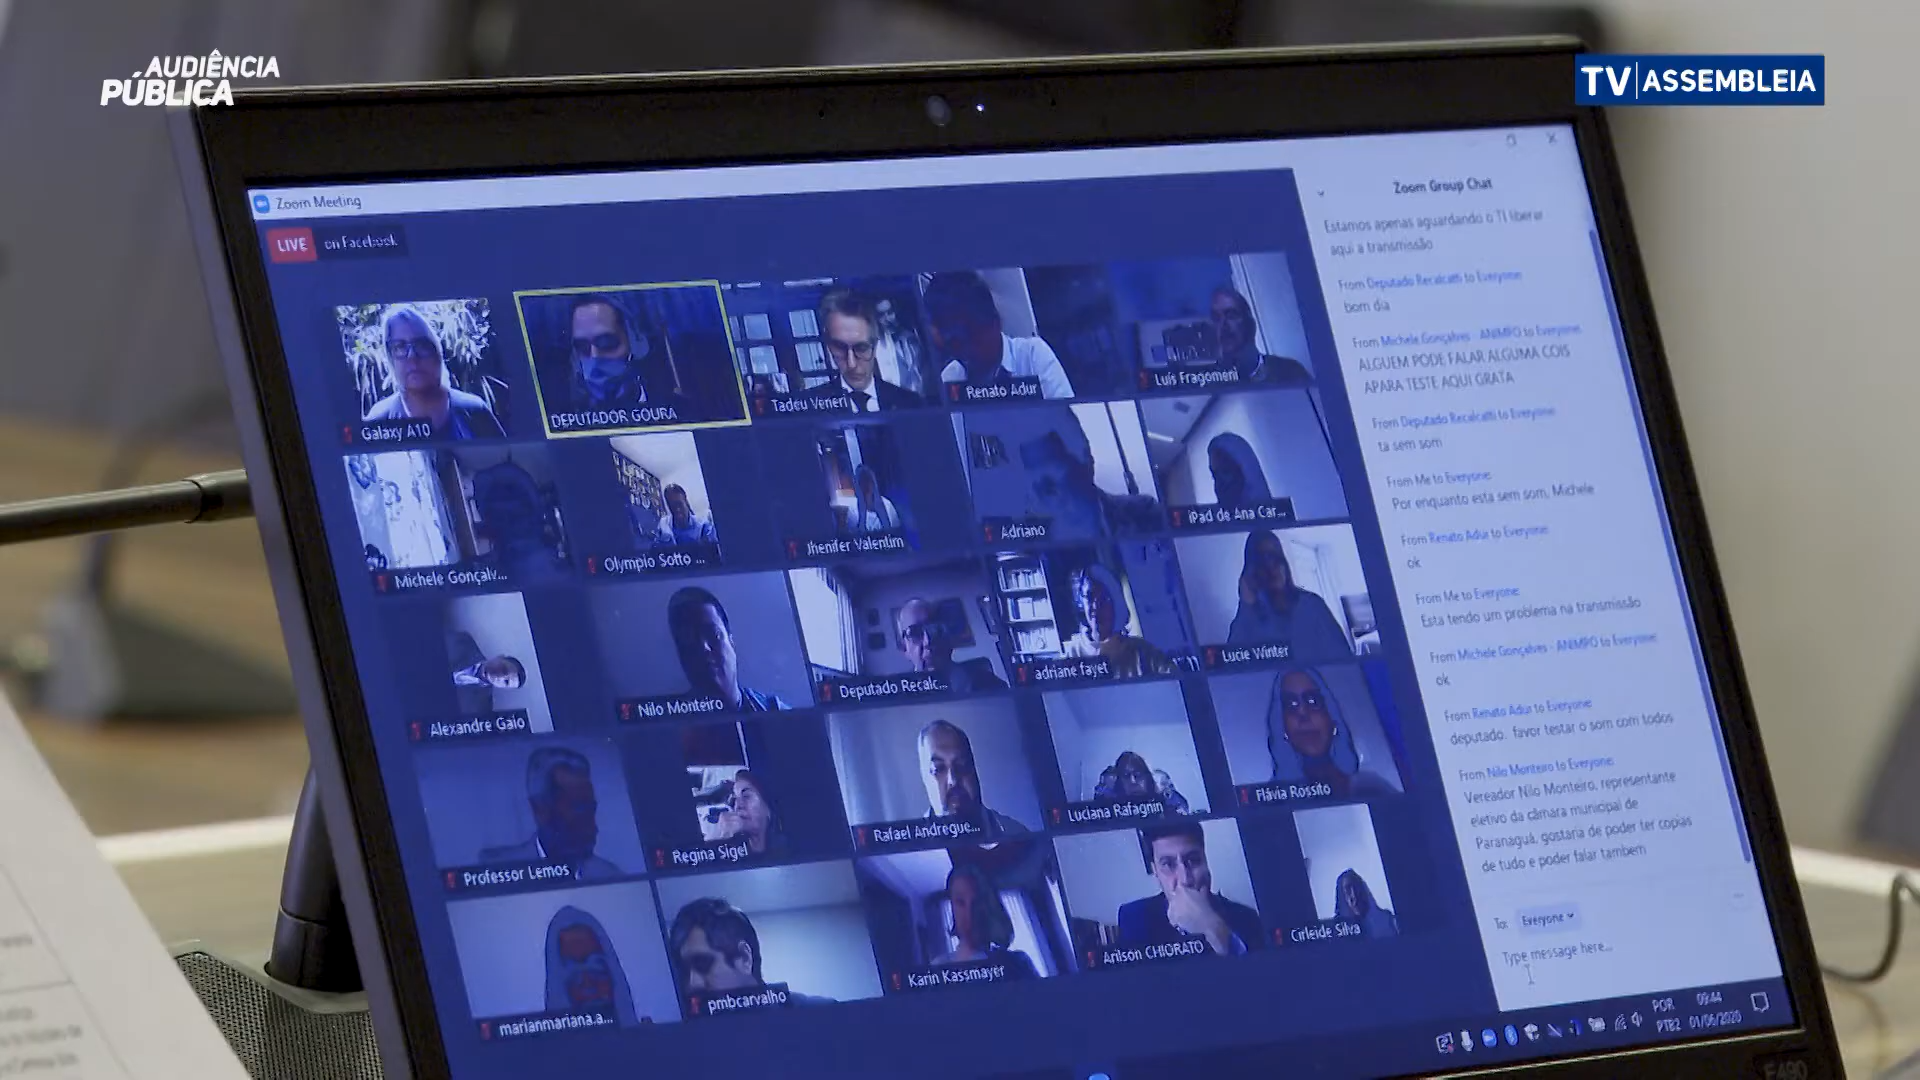 AUDIÊNCIA
PÚBLICA
TV ASSEMBLEIA
Zoom Meeting
LIVE on Facebook
Galaxy A10
DEPUTADOR GOURA
Tadeu Veneri
Renato Adur
Luís Fragomeni
Michele Gonçalv...
Olympio Sotto ...
Jhenifer Valentim
Adriano
iPad de Ana Car...
Alexandre Gaio
Nilo Monteiro
Deputado Recalc...
adriane fayet
Lucie Winter
Professor Lemos
Regina Sigel
Rafael Andregue...
Luciana Rafagnin
Flávia Rossito
marianmariana.a...
pmbcarvalho
Karin Kassmayer
Arilson CHIORATO
Cirleide Silva
Zoom Group Chat
Estamos apenas aguardando o TI liberar
aqui a transmissão
From Deputado Recalcatti to Everyone:
bom dia
From Michele Gonçalves - ANIMPO to Everyone:
ALGUEM PODE FALAR ALGUMA COIS
APARA TESTE AQUI GRATA
From Deputado Recalcatti to Everyone:
ta sem som
From Me to Everyone:
Por enquanto esta sem som, Michele
From Renato Adur to Everyone:
ok
From Me to Everyone:
Esta tendo um problema na transmissão
From Michele Gonçalves - ANIMPO to Everyone:
ok
From Renato Adur to Everyone:
deputado. favor testar o som com todos
From Nilo Monteiro to Everyone:
Vereador Nilo Monteiro, representante
eletivo da câmara municipal de
Paranaguá, gostaria de poder ter copias
de tudo e poder falar tambem
To: Everyone
Type message here...
POR 09:44
PTB2 01/06/2020
E490